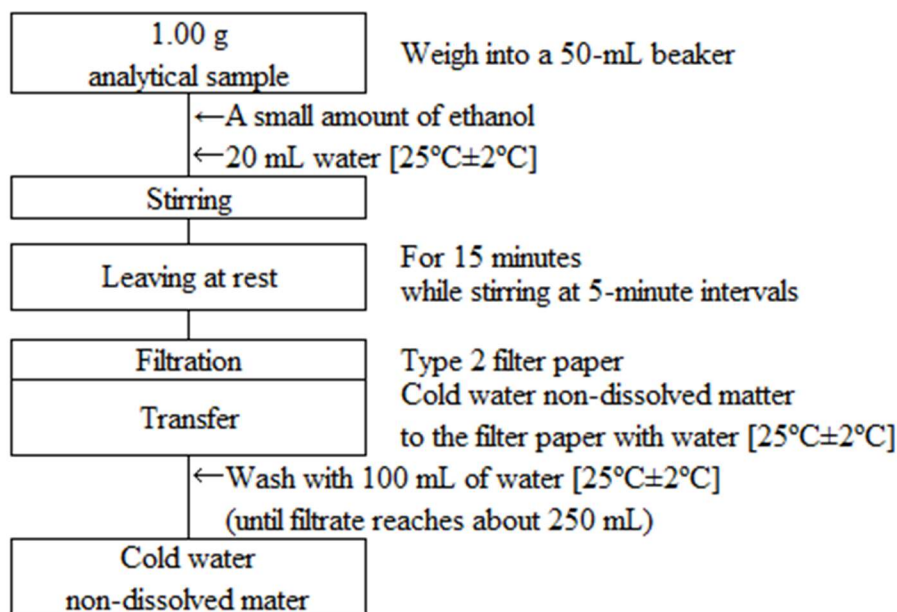 1.00 g
analytical sample
Weigh into a 50-mL beaker
←A small amount of ethanol
←20 mL water [25°C±2°C]
Stirring
Leaving at rest
For 15 minutes
while stirring at 5-minute intervals
Filtration
Type 2 filter paper
Transfer
Cold water non-dissolved matter
to the filter paper with water [25°C±2°C]
←Wash with 100 mL of water [25°C±2°C]
(until filtrate reaches about 250 mL)
Cold water
non-dissolved mater